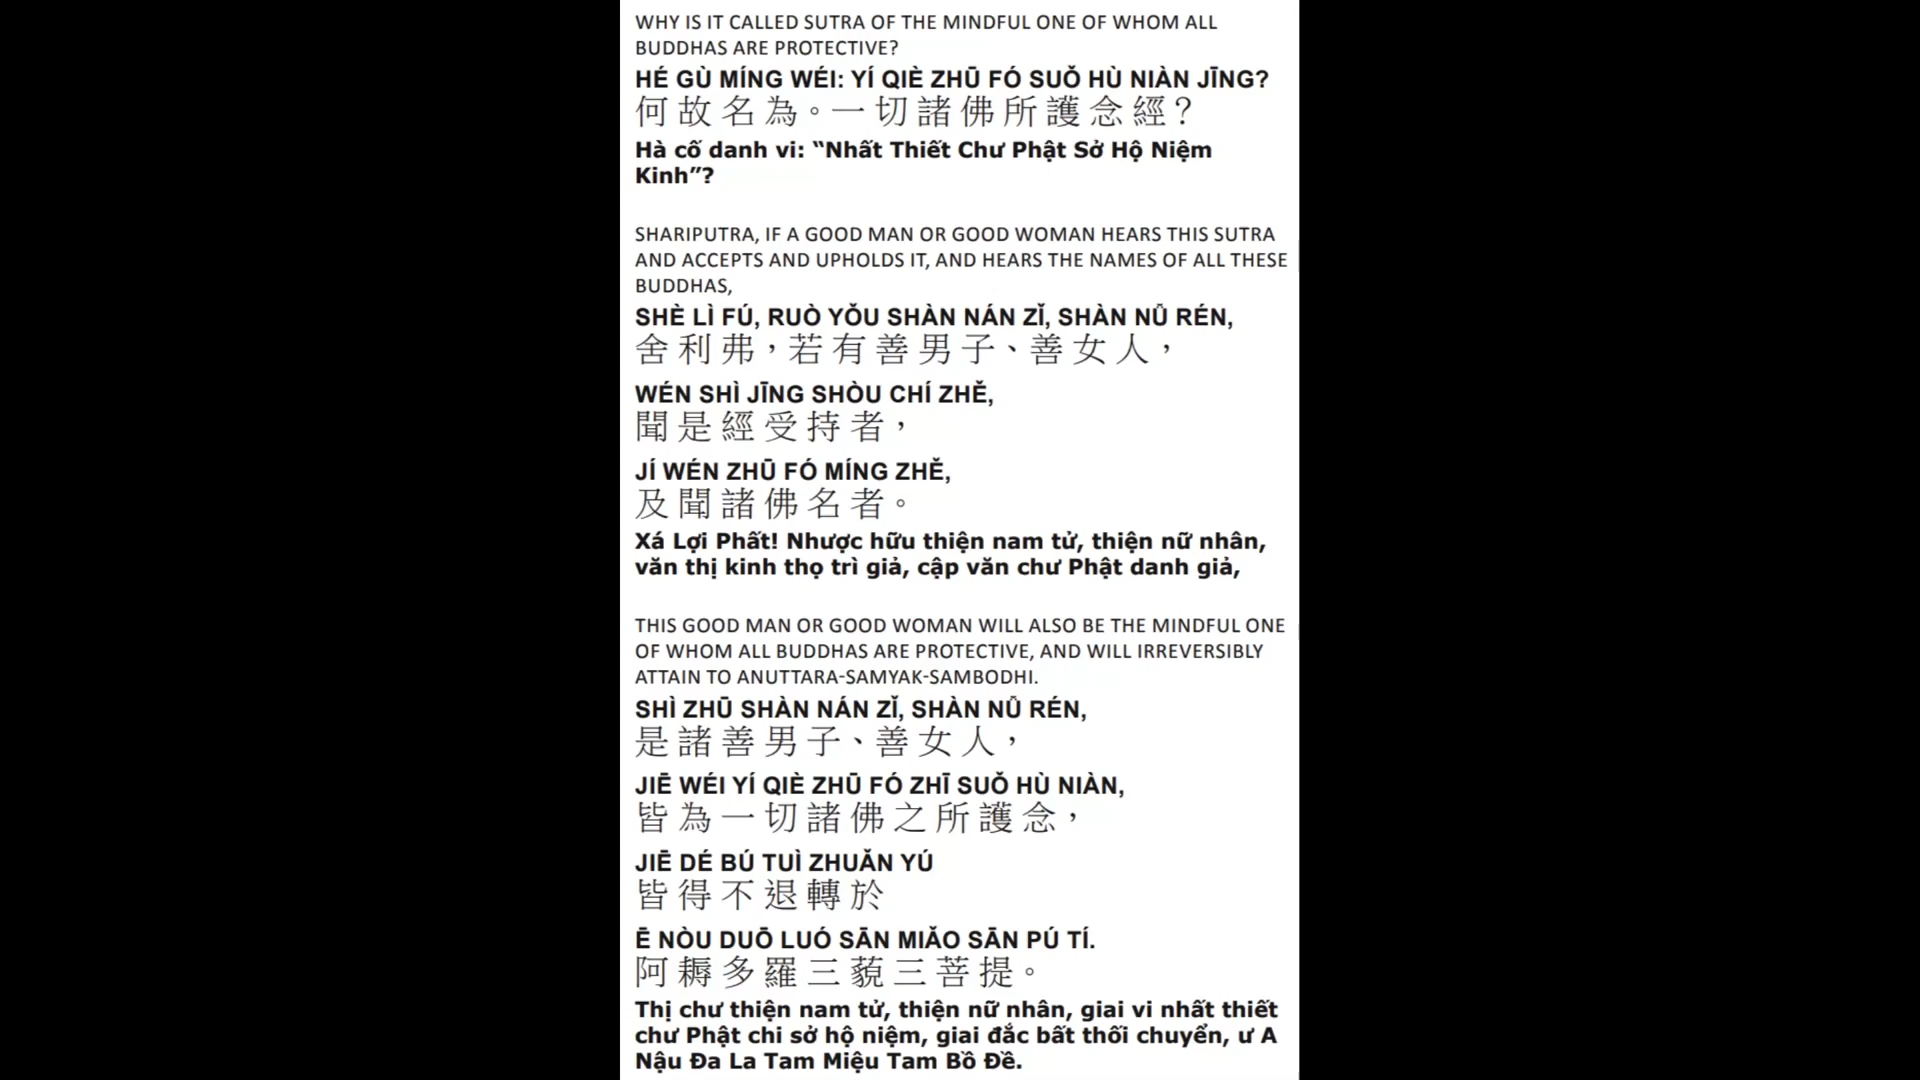 WHY IS IT CALLED SUTRA OF THE MINDFUL ONE OF WHOM ALL
BUDDHAS ARE PROTECTIVE?
HÉ GÙ MÍNG WÉI: YÍ QIÈ ZHŪ FÓ SUǑ HÙ NIÀN JĪNG?
何故名為。一切諸佛所護念經？
Hà cố danh vi: “Nhất Thiết Chư Phật Sở Hộ Niệm
Kinh”?
SHARIPUTRA, IF A GOOD MAN OR GOOD WOMAN HEARS THIS SUTRA
AND ACCEPTS AND UPHOLDS IT, AND HEARS THE NAMES OF ALL THESE
BUDDHAS,
SHÈ LÌ FÚ, RUÒ YǑU SHÀN NÁN ZǏ, SHÀN NǙ RÉN,
舍利弗，若有善男子、善女人，
WÉN SHÌ JĪNG SHÒU CHÍ ZHĚ,
聞是經受持者，
JÍ WÉN ZHŪ FÓ MÍNG ZHĚ,
及聞諸佛名者。
Xá Lợi Phất! Nhược hữu thiện nam tử, thiện nữ nhân,
văn thị kinh thọ trì giả, cập văn chư Phật danh giả,
THIS GOOD MAN OR GOOD WOMAN WILL ALSO BE THE MINDFUL ONE
OF WHOM ALL BUDDHAS ARE PROTECTIVE, AND WILL IRREVERSIBLY
ATTAIN TO ANUTTARA-SAMYAK-SAMBODHI.
SHÌ ZHŪ SHÀN NÁN ZǏ, SHÀN NǙ RÉN,
是諸善男子、善女人，
JIĒ WÉI YÍ QIÈ ZHŪ FÓ ZHĪ SUǑ HÙ NIÀN,
皆為一切諸佛之所護念，
JIĒ DÉ BÚ TUÌ ZHUǍN YÚ
皆得不退轉於
Ē NÒU DUŌ LUÓ SĀN MIǍO SĀN PÚ TÍ.
阿耨多羅三藐三菩提。
Thị chư thiện nam tử, thiện nữ nhân, giai vi nhất thiết
chư Phật chi sở hộ niệm, giai đắc bất thối chuyển, ư A
Nậu Đa La Tam Miệu Tam Bồ Đề.